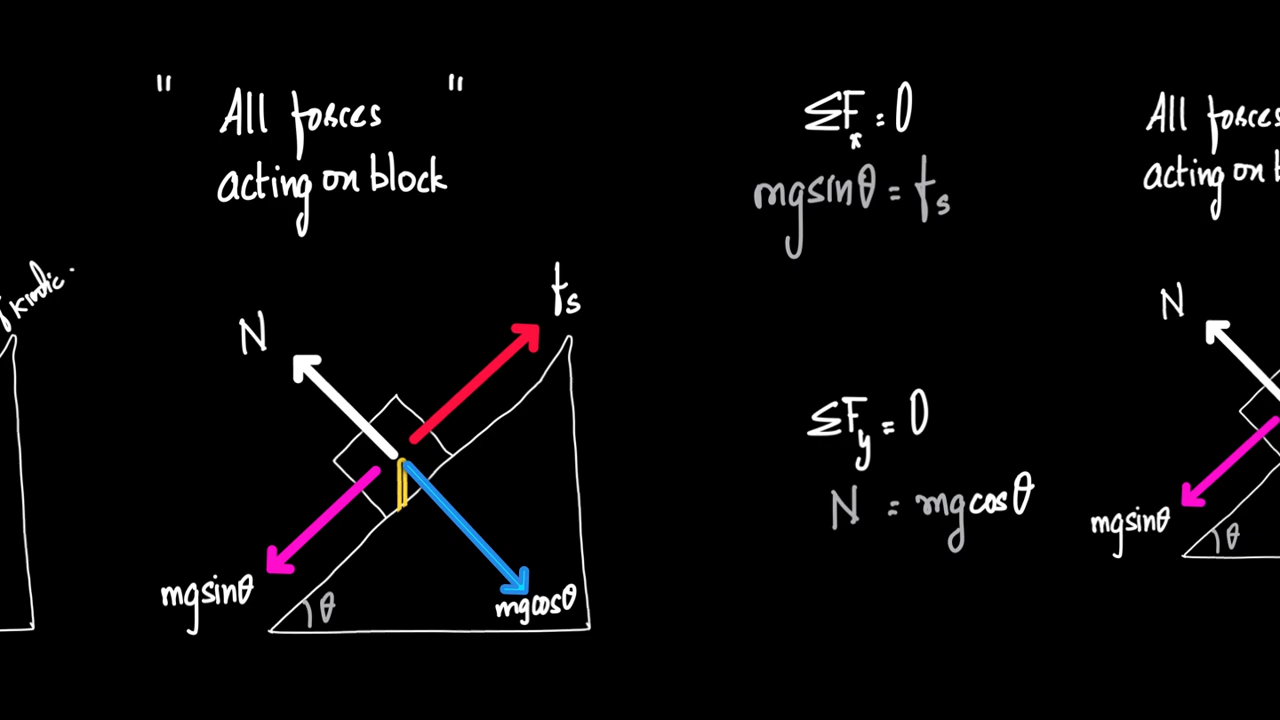 " All forces "
acting on block
ΣFx = 0
mgsinθ = fs
All forces
acting on b
kinetic
N
fs
N
ΣFy = 0
N = mgcosθ
mgsinθ
mgcosθ
θ
mgsinθ
θ